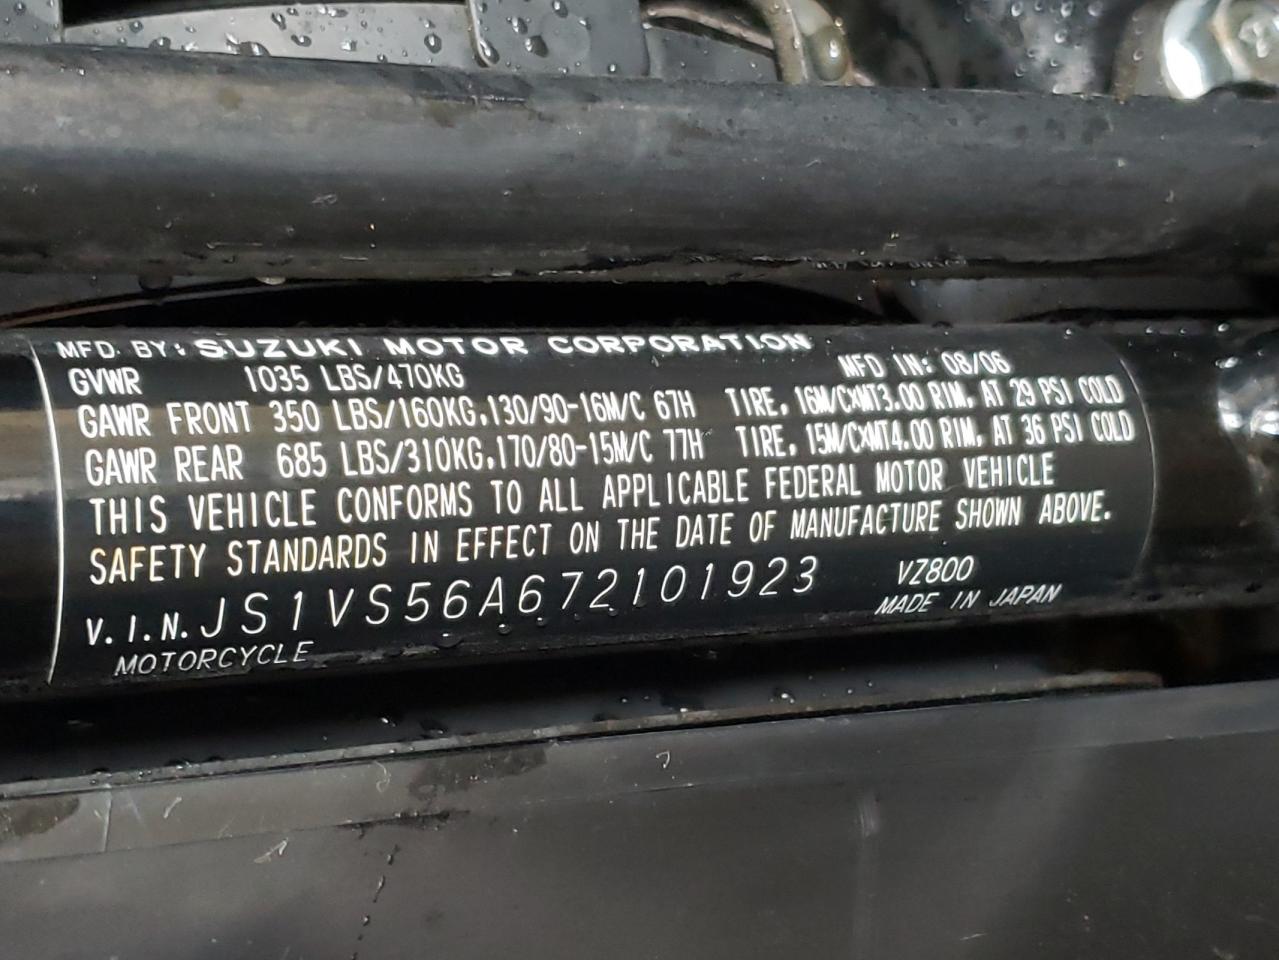 MFD. BY: SUZUKI MOTOR CORPORATION
GVWR 1035 LBS/470KG MFD IN: 08/06
GAWR FRONT 350 LBS/160KG,130/90-16M/C 67H TIRE, 16M/CXMT3.00 RIM, AT 29 PSI COLD
GAWR REAR 685 LBS/310KG,170/80-15M/C 77H TIRE, 15M/CXMT4.00 RIM, AT 36 PSI COLD
THIS VEHICLE CONFORMS TO ALL APPLICABLE FEDERAL MOTOR VEHICLE
SAFETY STANDARDS IN EFFECT ON THE DATE OF MANUFACTURE SHOWN ABOVE.
V.I.N. JS1VS56A672101923 VZ800
MOTORCYCLE MADE IN JAPAN